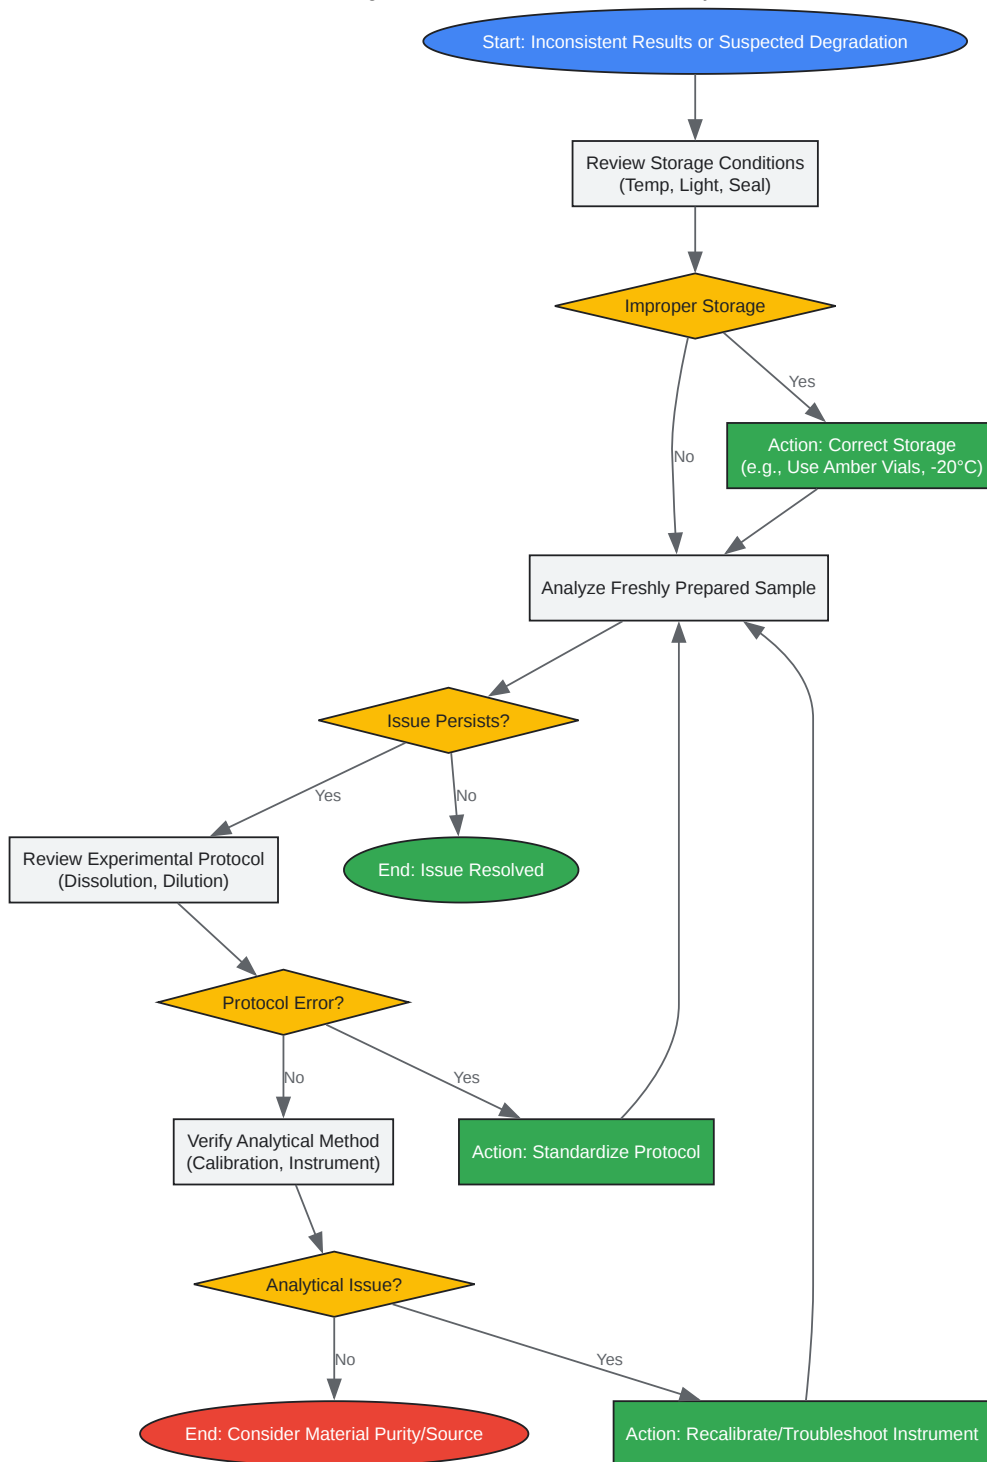 Start: Inconsistent Results or Suspected Degradation
Review Storage Conditions
(Temp, Light, Seal)
Improper Storage
Yes
No
Action: Correct Storage
(e.g., Use Amber Vials, -20°C)
Analyze Freshly Prepared Sample
Issue Persists?
Yes
No
Review Experimental Protocol
(Dissolution, Dilution)
End: Issue Resolved
Protocol Error?
No
Yes
Verify Analytical Method
(Calibration, Instrument)
Action: Standardize Protocol
Analytical Issue?
No
Yes
End: Consider Material Purity/Source
Action: Recalibrate/Troubleshoot Instrument